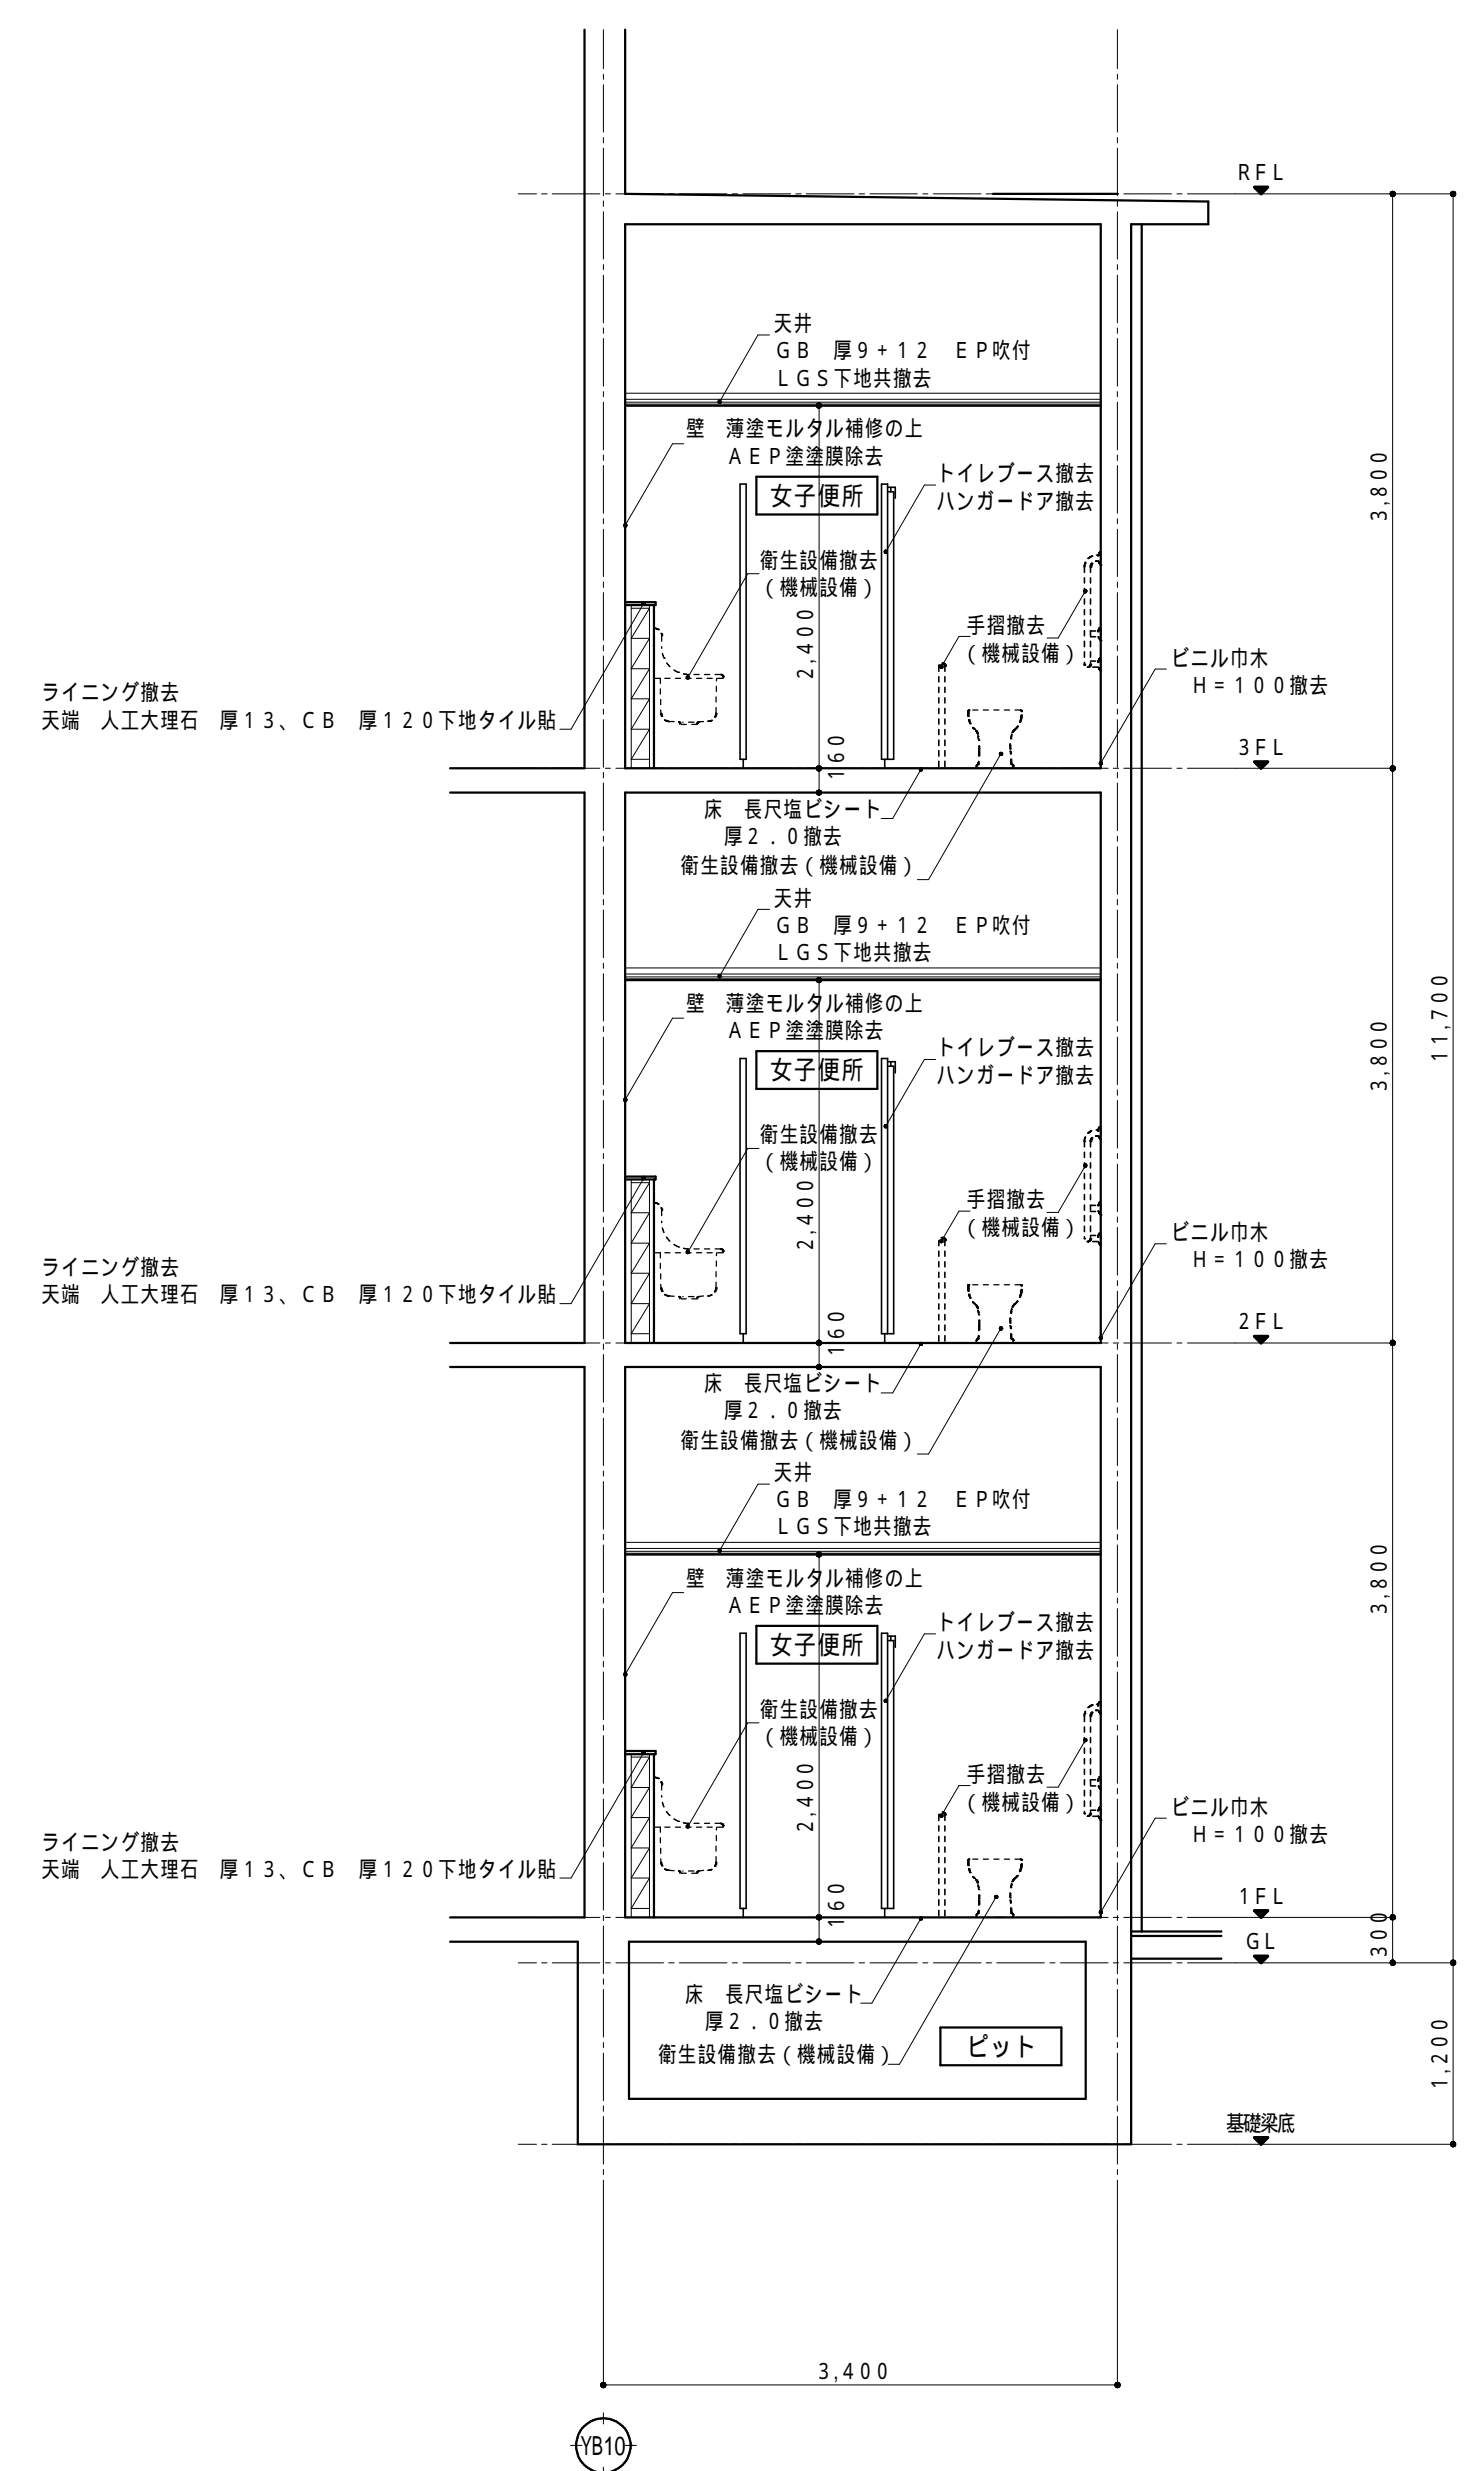 RFL
天井
GB　厚9+12　EP吹付
LGS下地共撤去
壁　薄塗モルタル補修の上
AEP塗塗膜除去
トイレブース撤去
ハンガードア撤去
女子便所
3,800
衛生設備撤去
(機械設備)
2,400
手摺撤去
(機械設備)
ビニル巾木
H=100撤去
ライニング撤去
天端　人工大理石　厚13、CB　厚120下地タイル貼
160
3FL
床　長尺塩ビシート
厚2.0撤去
衛生設備撤去(機械設備)
天井
GB　厚9+12　EP吹付
LGS下地共撤去
11,700
壁　薄塗モルタル補修の上
AEP塗塗膜除去
トイレブース撤去
ハンガードア撤去
女子便所
3,800
衛生設備撤去
(機械設備)
2,400
手摺撤去
(機械設備)
ビニル巾木
H=100撤去
ライニング撤去
天端　人工大理石　厚13、CB　厚120下地タイル貼
160
2FL
床　長尺塩ビシート
厚2.0撤去
衛生設備撤去(機械設備)
天井
GB　厚9+12　EP吹付
LGS下地共撤去
壁　薄塗モルタル補修の上
AEP塗塗膜除去
3,800
トイレブース撤去
ハンガードア撤去
女子便所
衛生設備撤去
(機械設備)
2,400
手摺撤去
(機械設備)
ビニル巾木
H=100撤去
ライニング撤去
天端　人工大理石　厚13、CB　厚120下地タイル貼
160
1FL
300
GL
床　長尺塩ビシート
厚2.0撤去
衛生設備撤去(機械設備)
ピット
1,200
基礎梁底
3,400
YB10